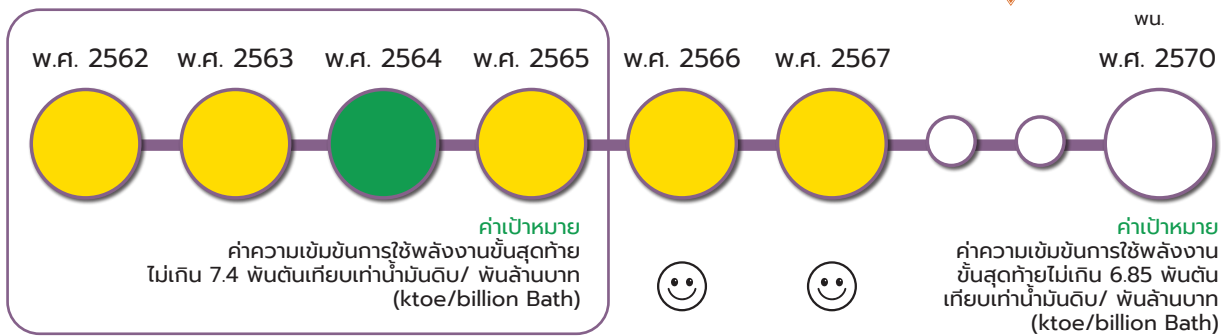 พน.
พ.ศ. 2562 พ.ศ. 2563 พ.ศ. 2564 พ.ศ. 2565 พ.ศ. 2566 พ.ศ. 2567 พ.ศ. 2570
ค่าเป้าหมาย
ค่าความเข้มข้นการใช้พลังงานขั้นสุดท้าย
ไม่เกิน 7.4 พันตันเทียบเท่าน้ำมันดิบ/ พันล้านบาท
(ktoe/billion Bath)
ค่าเป้าหมาย
ค่าความเข้มข้นการใช้พลังงาน
ขั้นสุดท้ายไม่เกิน 6.85 พันตัน
เทียบเท่าน้ำมันดิบ/ พันล้านบาท
(ktoe/billion Bath)